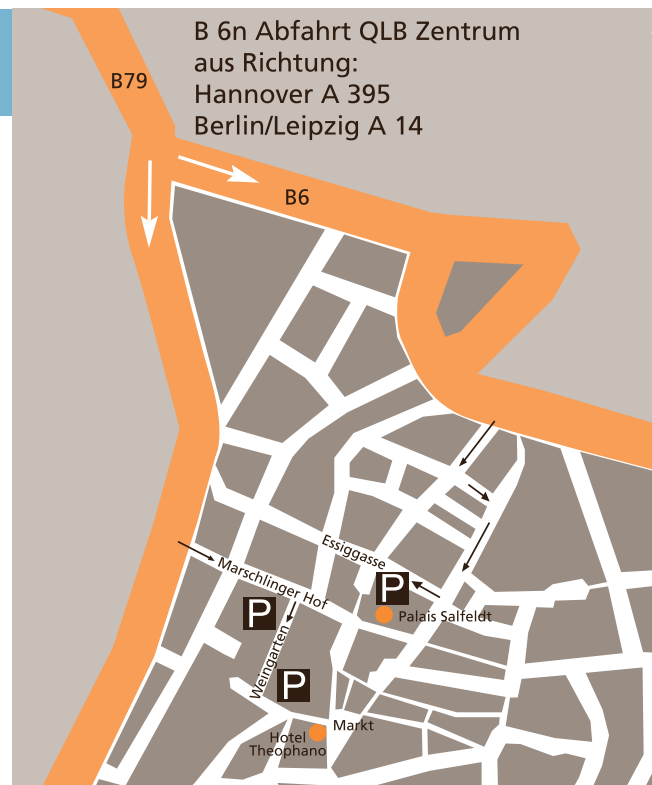 B 6n Abfahrt QLB Zentrum
aus Richtung:
Hannover A 395
Berlin/Leipzig A 14
B79
B6
Essiggasse
Marschlinger Hof
P
P
Palais Salfeldt
Weingarten
P
Markt
Hotel
Theophano